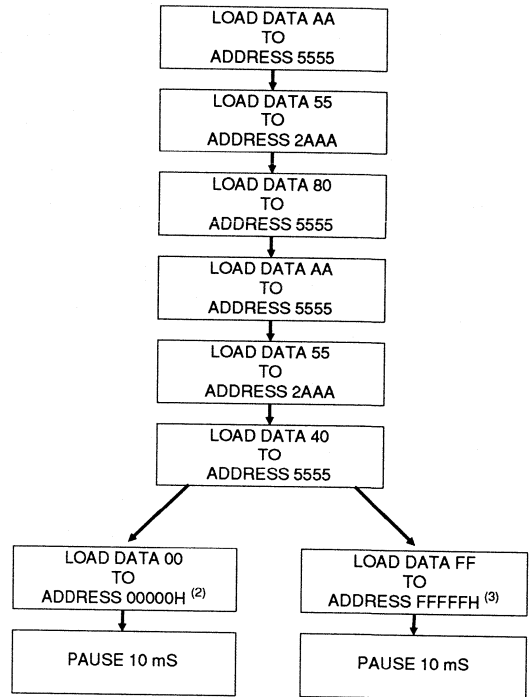 LOAD DATA AA
TO
ADDRESS 5555
LOAD DATA 55
TO
ADDRESS 2AAA
LOAD DATA 80
TO
ADDRESS 5555
LOAD DATA AA
TO
ADDRESS 5555
LOAD DATA 55
TO
ADDRESS 2AAA
LOAD DATA 40
TO
ADDRESS 5555
LOAD DATA 00
TO
ADDRESS 00000H (2)
PAUSE 10 mS
LOAD DATA FF
TO
ADDRESS FFFFFH (3)
PAUSE 10 mS